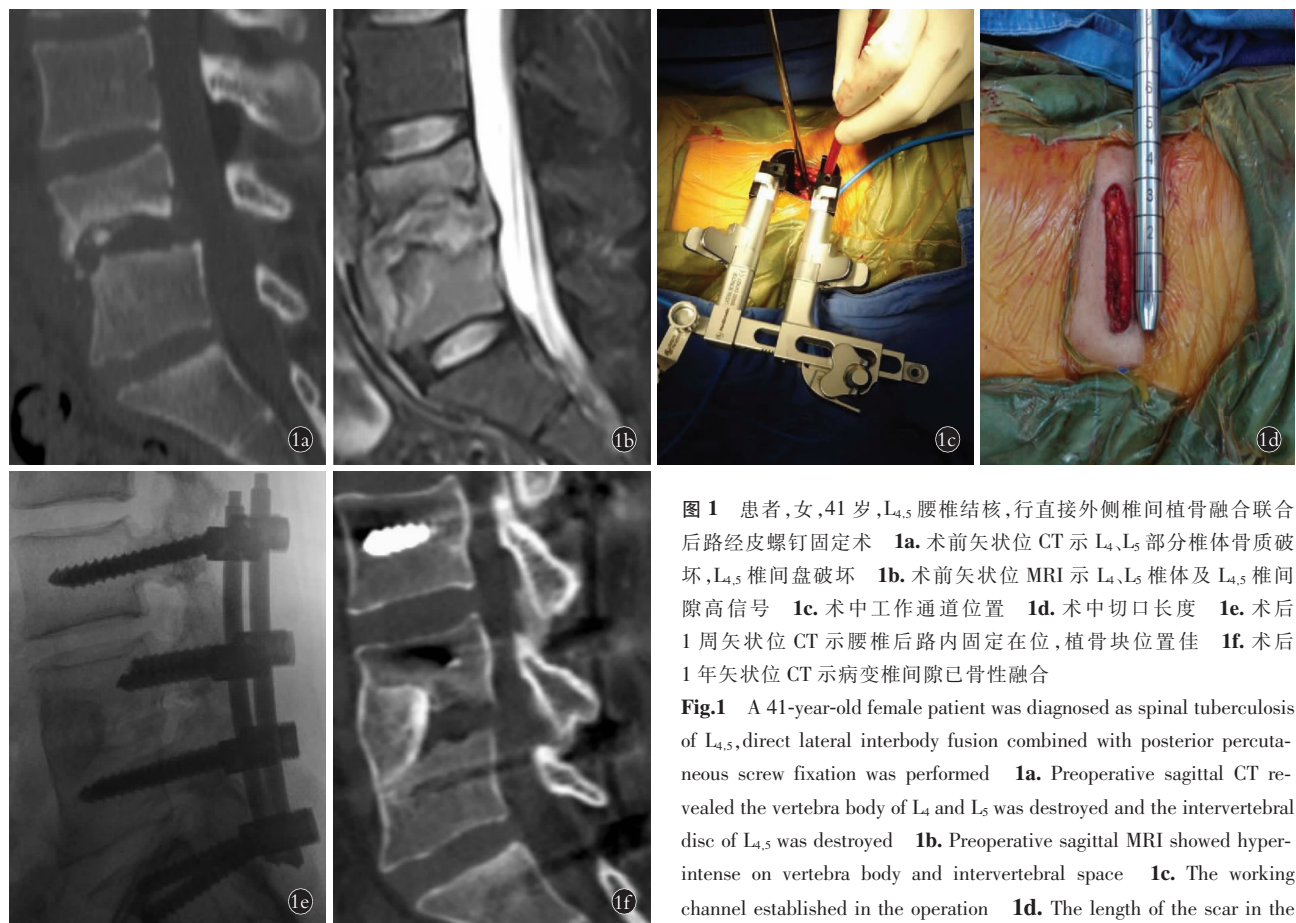 1a
1b
1c
1d
6
5
4
3
2
1e
1f
图 1 患者,女,41 岁,L4,5 腰椎结核,行直接外侧椎间植骨融合联合
后路经皮螺钉固定术 1a. 术前矢状位 CT 示 L4、L5 部分椎体骨质破
坏,L4,5 椎间盘破坏 1b. 术前矢状位 MRI 示 L4、L5 椎体及 L4,5 椎间
隙高信号 1c. 术中工作通道位置 1d. 术中切口长度 1e. 术后
1 周矢状位 CT 示腰椎后路内固定在位,植骨块位置佳 1f. 术后
1 年矢状位 CT 示病变椎间隙已骨性融合
Fig.1 A 41-year-old female patient was diagnosed as spinal tuberculosis
of L4,5,direct lateral interbody fusion combined with posterior percuta-
neous screw fixation was performed 1a. Preoperative sagittal CT re-
vealed the vertebra body of L4 and L5 was destroyed and the intervertebral
disc of L4,5 was destroyed 1b. Preoperative sagittal MRI showed hyper-
intense on vertebra body and intervertebral space 1c. The working
channel established in the operation 1d. The length of the scar in the